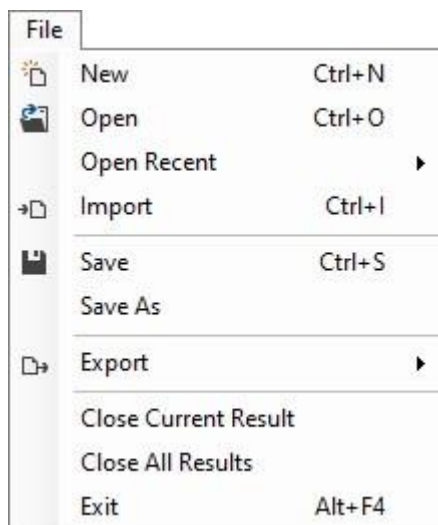 File
New Ctrl+N
Open Ctrl+O
Open Recent
Import Ctrl+I
Save Ctrl+S
Save As
Export
Close Current Result
Close All Results
Exit Alt+F4